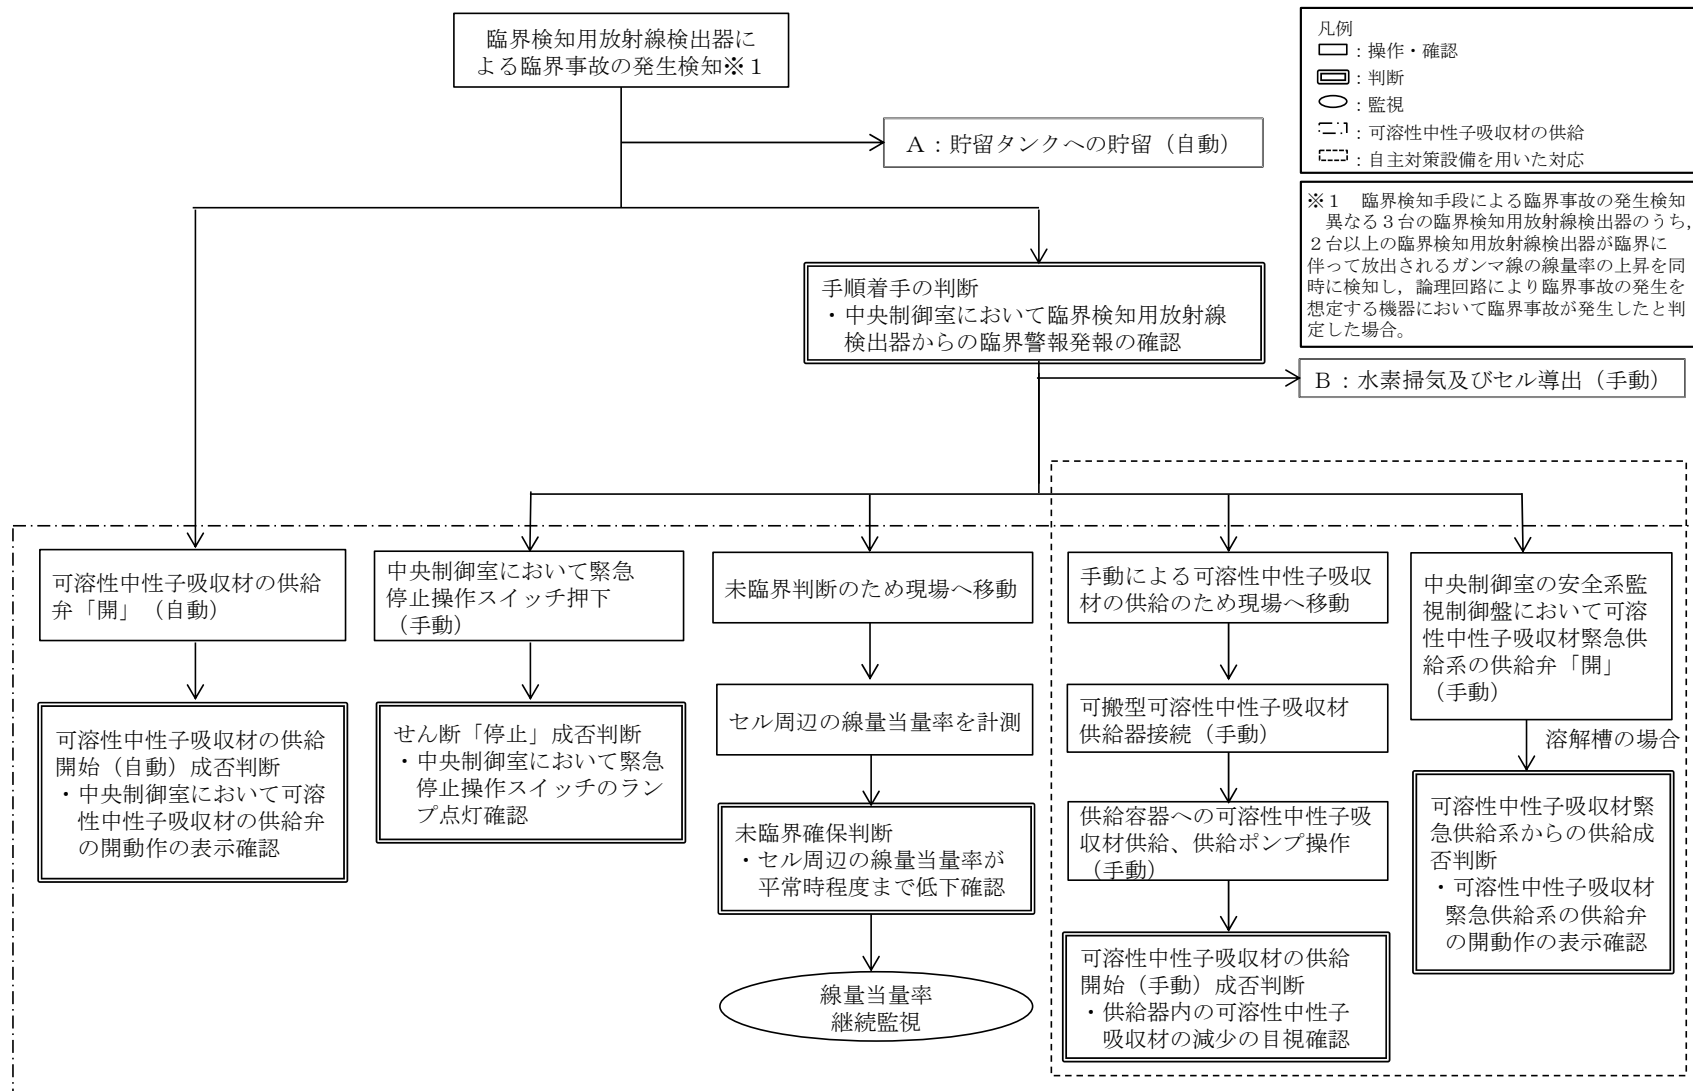 臨界検知用放射線検出器に
よる臨界事故の発生検知※１
Ａ：貯留タンクへの貯留（自動）
凡例
：操作・確認
：判断
：監視
：可溶性中性子吸収材の供給
：自主対策設備を用いた対応
※１　臨界検知手段による臨界事故の発生検知
異なる３台の臨界検知用放射線検出器のうち，
２台以上の臨界検知用放射線検出器が臨界に
伴って放出されるガンマ線の線量率の上昇を同
時に検知し，論理回路により臨界事故の発生を
想定する機器において臨界事故が発生したと判
定した場合。
手順着手の判断
・中央制御室において臨界検知用放射線
検出器からの臨界警報発報の確認
Ｂ：水素掃気及びセル導出（手動）
可溶性中性子吸収材の供給
弁「開」（自動）
可溶性中性子吸収材の供給
開始（自動）成否判断
・中央制御室において可溶
性中性子吸収材の供給弁
の開動作の表示確認
中央制御室において緊急
停止操作スイッチ押下
（手動）
せん断「停止」成否判断
・中央制御室において緊急
停止操作スイッチのラン
プ点灯確認
未臨界判断のため現場へ移動
セル周辺の線量当量率を計測
未臨界確保判断
・セル周辺の線量当量率が
平常時程度まで低下確認
線量当量率
継続監視
手動による可溶性中性子吸収
材の供給のため現場へ移動
可搬型可溶性中性子吸収材
供給器接続（手動）
供給容器への可溶性中性子吸
収材供給、供給ポンプ操作
（手動）
可溶性中性子吸収材の供給
開始（手動）成否判断
・供給器内の可溶性中性子
吸収材の減少の目視確認
中央制御室の安全系監
視制御盤において可溶
性中性子吸収材緊急供
給系の供給弁「開」
（手動）
溶解槽の場合
可溶性中性子吸収材緊
急供給系からの供給成
否判断
・可溶性中性子吸収材
緊急供給系の供給弁
の開動作の表示確認